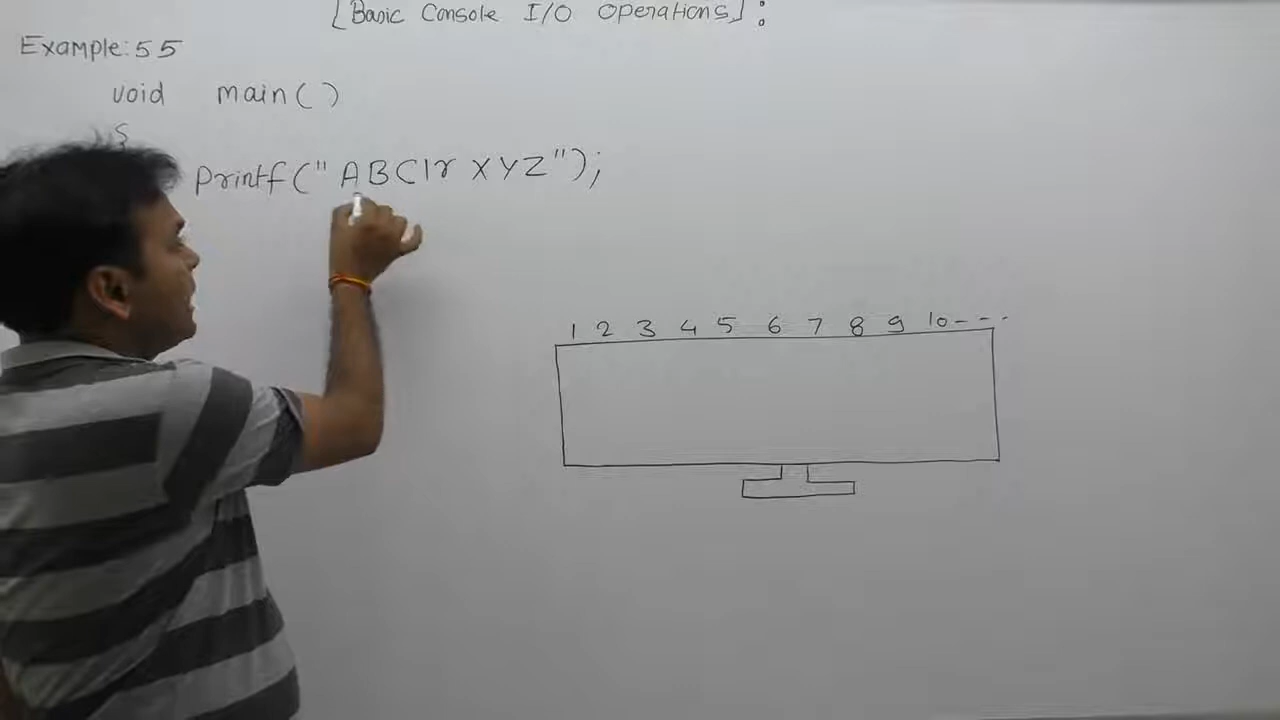 [Basic Console I/O Operations]:
Example:55
void main()
{
Printf("ABC\r XYZ");
1 2 3 4 5 6 7 8 9 10----